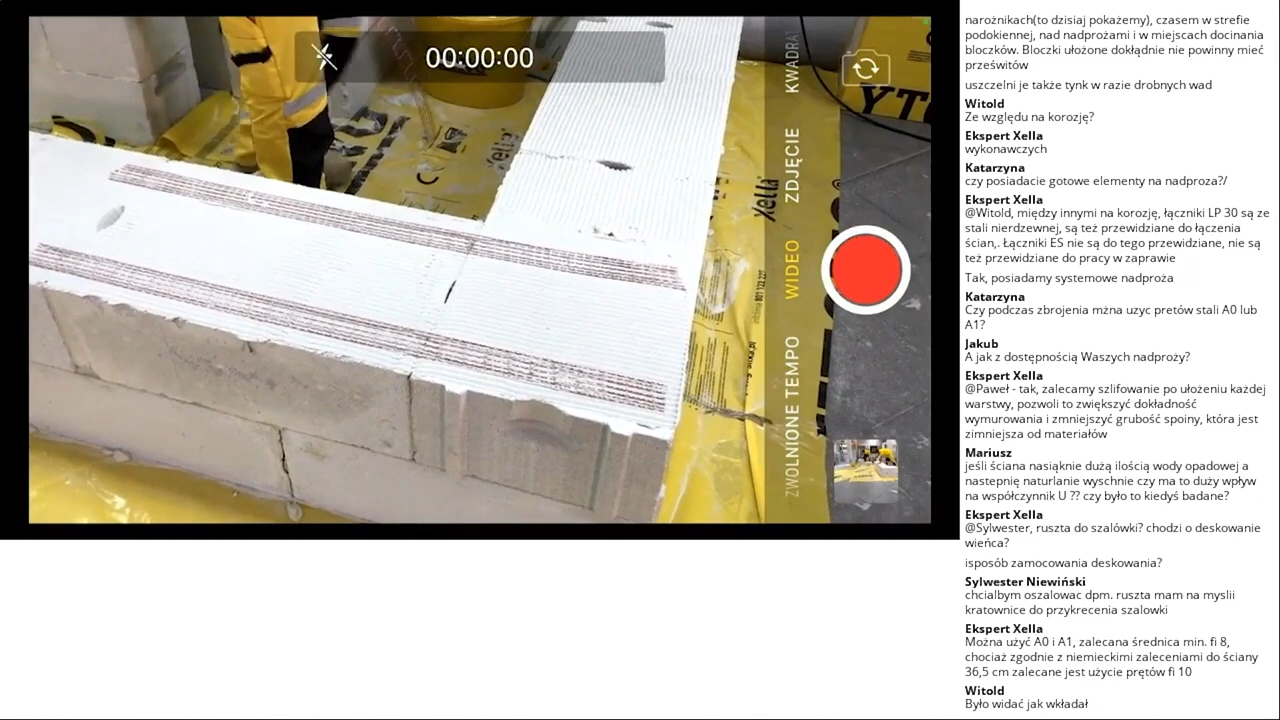 00:00:00
KWADRA
ZDJĘCIE
WIDEO
ZWOLNIONE TEMPO
YT
Xella
Xella
infolinia 801 122 227
narożnikach(to dzisiaj pokażemy), czasem w strefie
podokiennej, nad nadprożami i w miejscach docinania
bloczków. Bloczki ułożone dokłądnie nie powinny mieć
prześwitów
uszczelni je także tynk w razie drobnych wad
Witold
Ze względu na korozję?
Ekspert Xella
wykonawczych
Katarzyna
czy posiadacie gotowe elementy na nadproza?/
Ekspert Xella
@Witold, między innymi na korozję, łączniki LP 30 są ze
stali nierdzewnej, są też przewidziane do łączenia
ścian,. Łączniki ES nie są do tego przewidziane, nie są
też przewidziane do pracy w zaprawie
Tak, posiadamy systemowe nadproża
Katarzyna
Czy podczas zbrojenia mżna uzyc pretów stali A0 lub
A1?
Jakub
A jak z dostępnością Waszych nadproży?
Ekspert Xella
@Paweł - tak, zalecamy szlifowanie po ułożeniu każdej
warstwy, pozwoli to zwiększyć dokładność
wymurowania i zmniejszyć grubość spoiny, która jest
zimniejsza od materiałów
Mariusz
jeśli ściana nasiąknie dużą ilością wody opadowej a
nastepnię naturlanie wyschnie czy ma to duży wpływ
na współczynnik U ?? czy było to kiedyś badane?
Ekspert Xella
@Sylwester, ruszta do szalówki? chodzi o deskowanie
wieńca?
isposób zamocowania deskowania?
Sylwester Niewiński
chcialbym oszalowac dpm. ruszta mam na myslii
kratownice do przykrecenia szalowki
Ekspert Xella
Można użyć A0 i A1, zalecana średnica min. fi 8,
chociaż zgodnie z niemieckimi zaleceniami do ściany
36,5 cm zalecane jest użycie prętów fi 10
Witold
Było widać jak wkładał